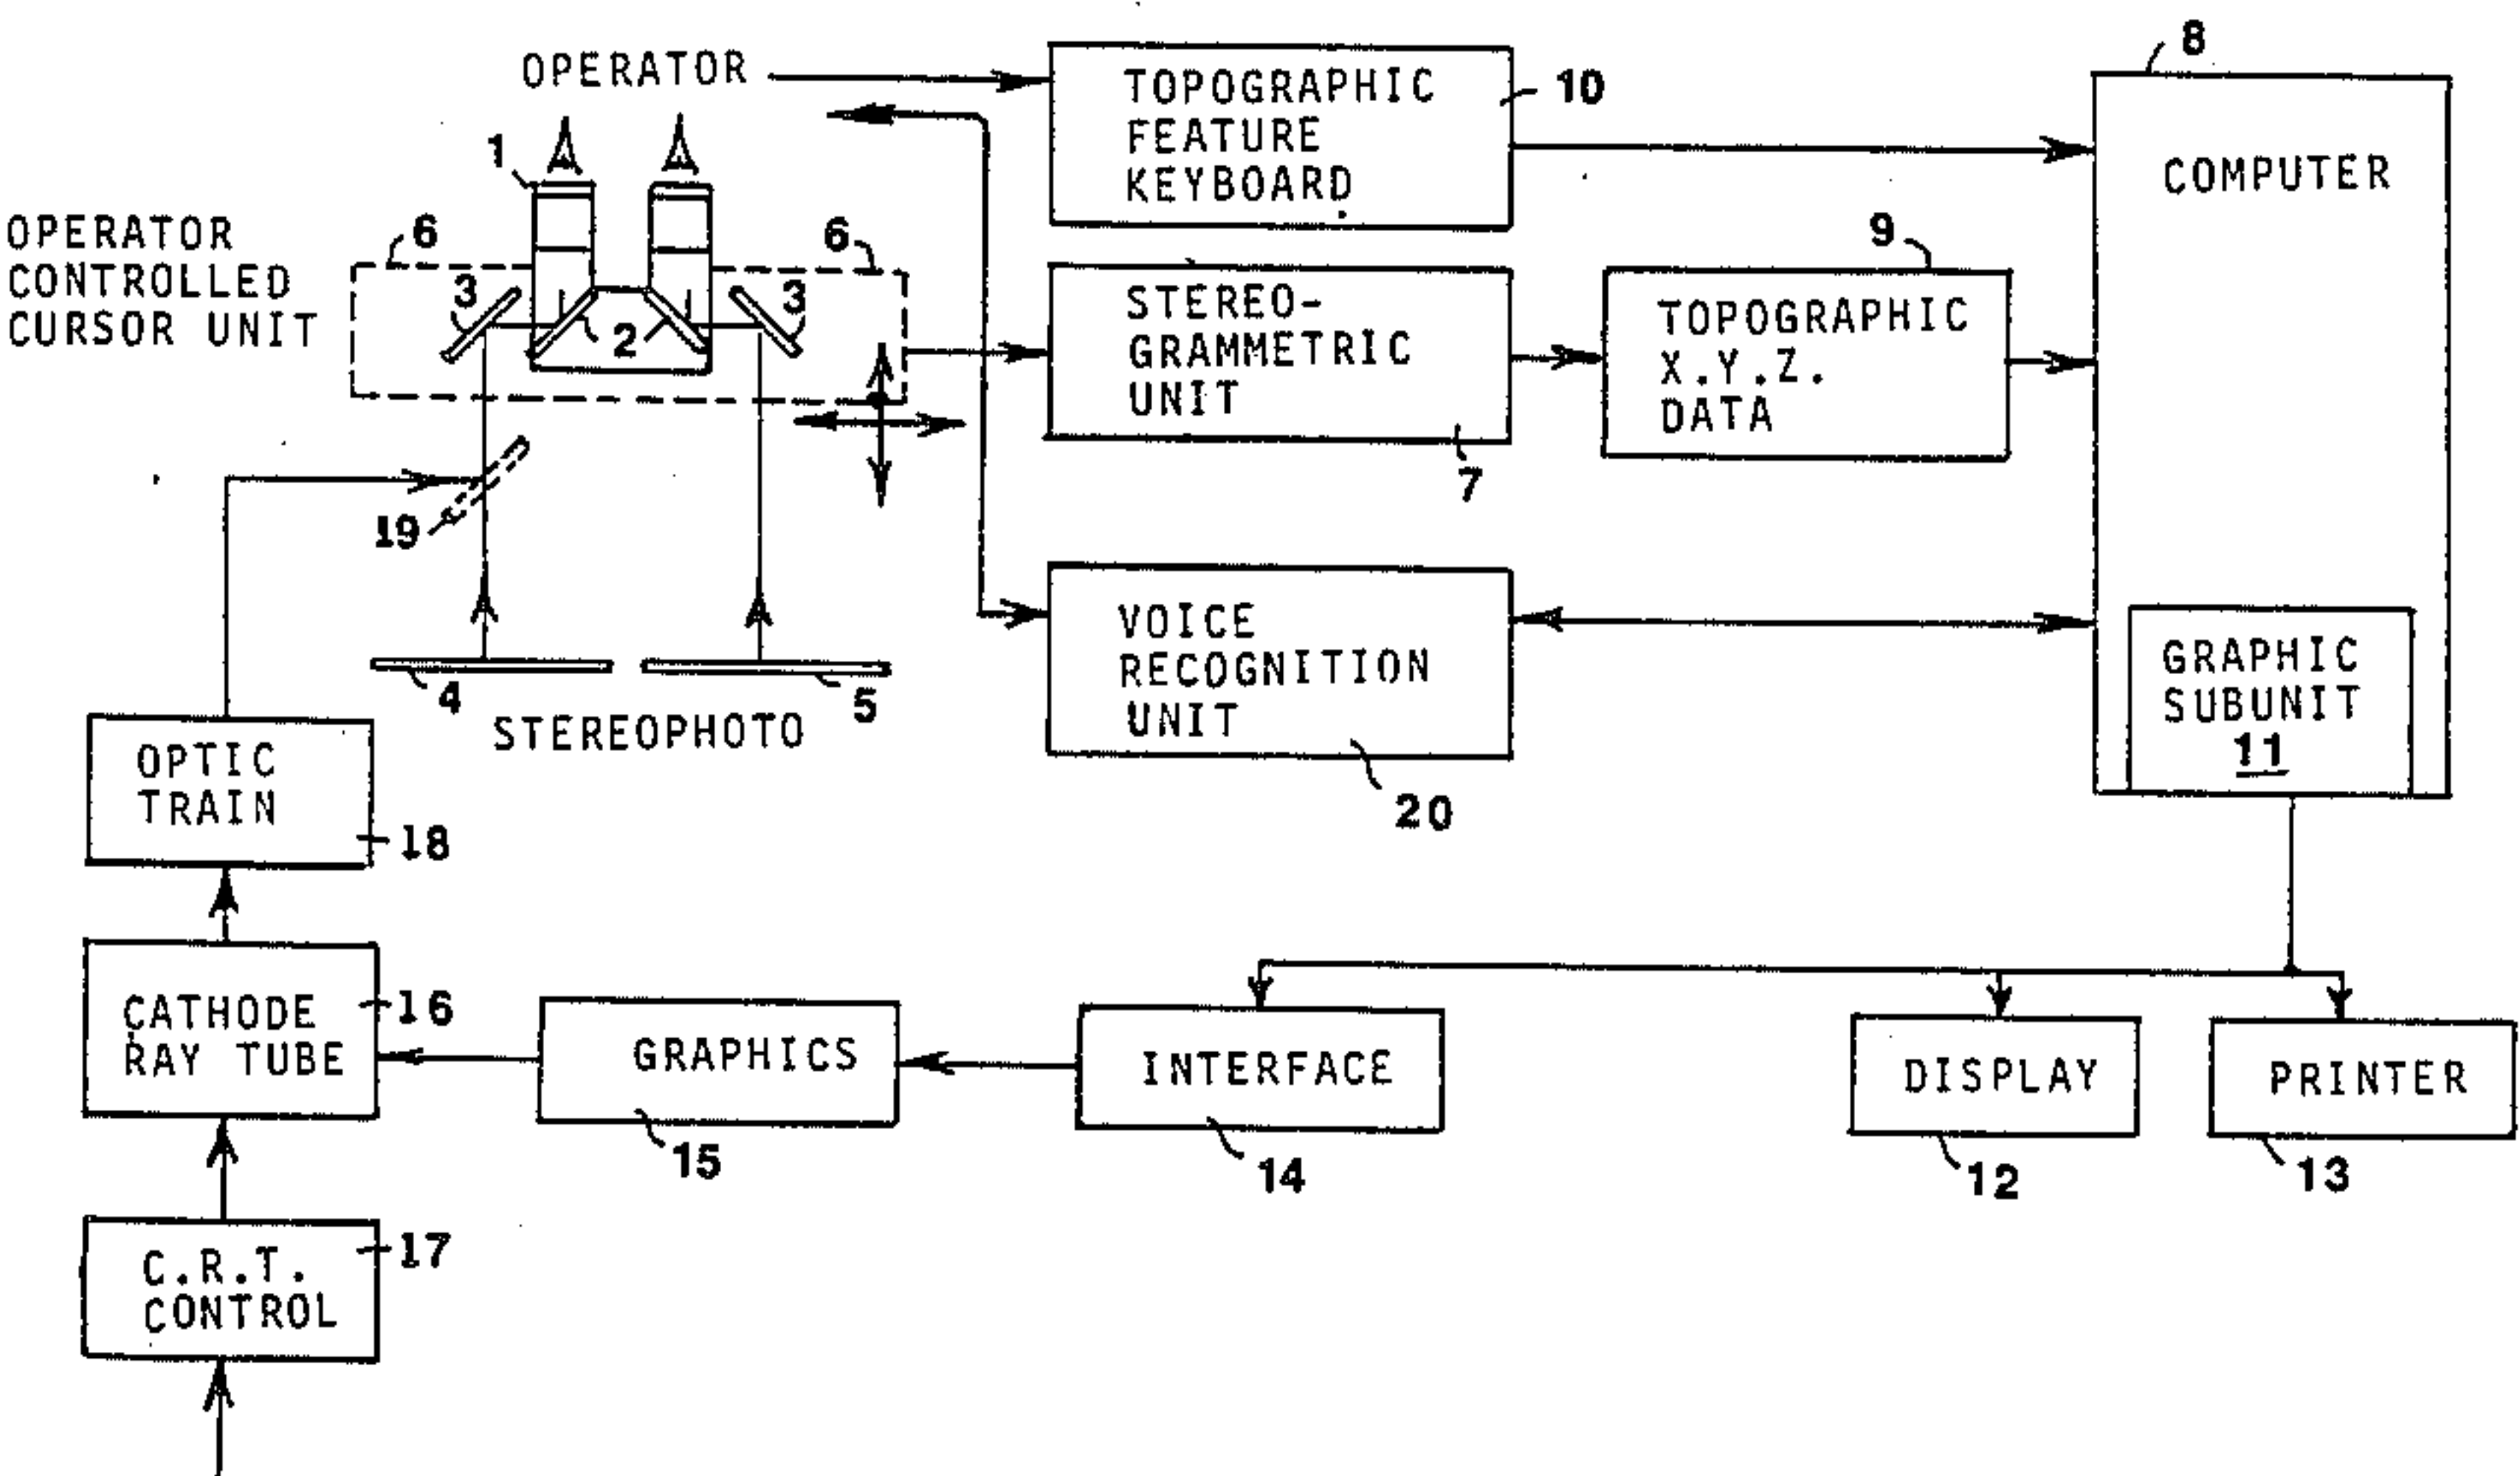 OPERATOR
TOPOGRAPHIC
FEATURE
KEYBOARD
10
8
COMPUTER
1
OPERATOR
CONTROLLED
CURSOR UNIT
6
6
3
3
2
STEREO-
GRAMMETRIC
UNIT
7
9
TOPOGRAPHIC
X.Y.Z.
DATA
19
4
5
STEREOPHOTO
VOICE
RECOGNITION
UNIT
20
GRAPHIC
SUBUNIT
11
OPTIC
TRAIN
18
CATHODE
RAY TUBE
16
GRAPHICS
15
INTERFACE
14
DISPLAY
12
PRINTER
13
C.R.T.
CONTROL
17